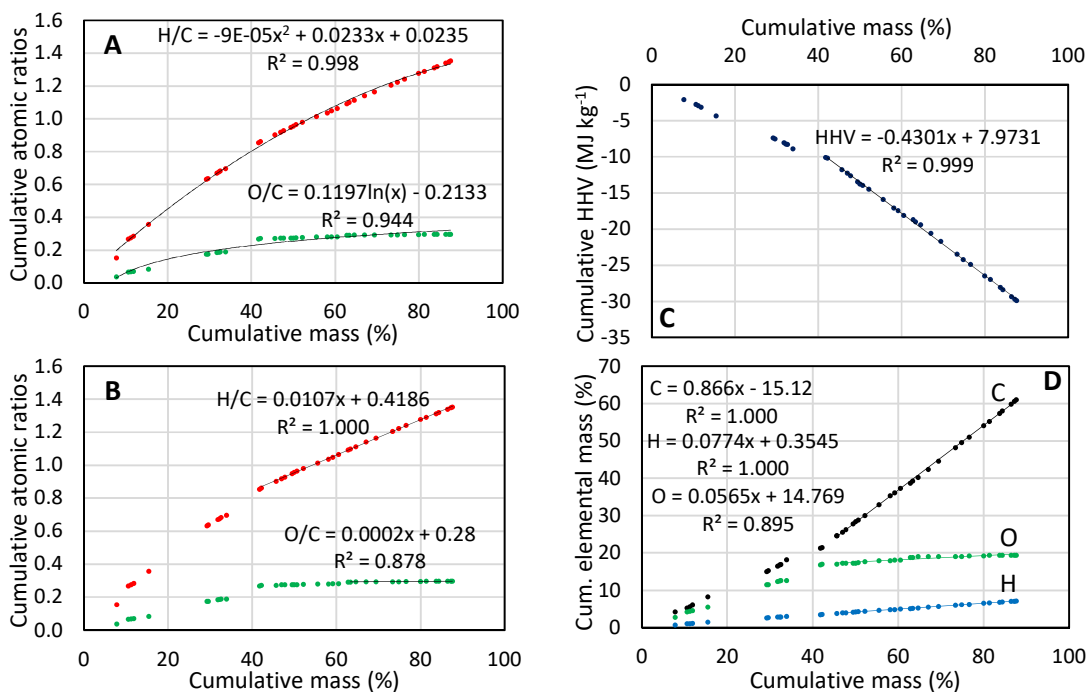 A
H/C = -9E-05x² + 0.0233x + 0.0235
R² = 0.998
O/C = 0.1197ln(x) - 0.2133
R² = 0.944
Cumulative atomic ratios
1.6
1.4
1.2
1.0
0.8
0.6
0.4
0.2
0.0
0 20 40 60 80 100
Cumulative mass (%)
Cumulative mass (%)
0 20 40 60 80 100
Cumulative HHV (MJ kg⁻¹)
0
-5
-10
-15
-20
-25
-30
-35
HHV = -0.4301x + 7.9731
R² = 0.999
C
B
H/C = 0.0107x + 0.4186
R² = 1.000
O/C = 0.0002x + 0.28
R² = 0.878
Cumulative atomic ratios
1.6
1.4
1.2
1.0
0.8
0.6
0.4
0.2
0.0
0 20 40 60 80 100
Cumulative mass (%)
D
C = 0.866x - 15.12
R² = 1.000
H = 0.0774x + 0.3545
R² = 1.000
O = 0.0565x + 14.769
R² = 0.895
C
O
H
Cum. elemental mass (%)
70
60
50
40
30
20
10
0
0 20 40 60 80 100
Cumulative mass (%)